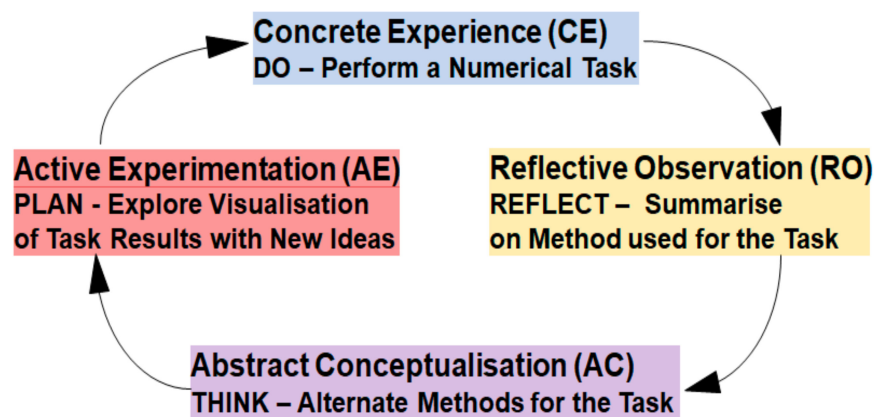 Concrete Experience (CE)
DO – Perform a Numerical Task
Active Experimentation (AE)
PLAN - Explore Visualisation
of Task Results with New Ideas
Reflective Observation (RO)
REFLECT – Summarise
on Method used for the Task
Abstract Conceptualisation (AC)
THINK – Alternate Methods for the Task